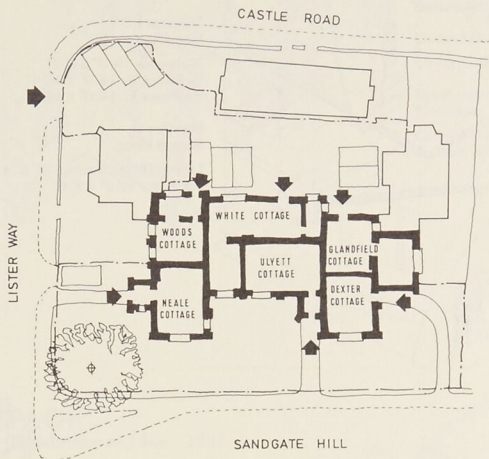 CASTLE ROAD
LISTER WAY
WOODS
COTTAGE
WHITE COTTAGE
ULYETT
COTTAGE
GLANDFIELD
COTTAGE
NEALE
COTTAGE
DEXTER
COTTAGE
SANDGATE HILL